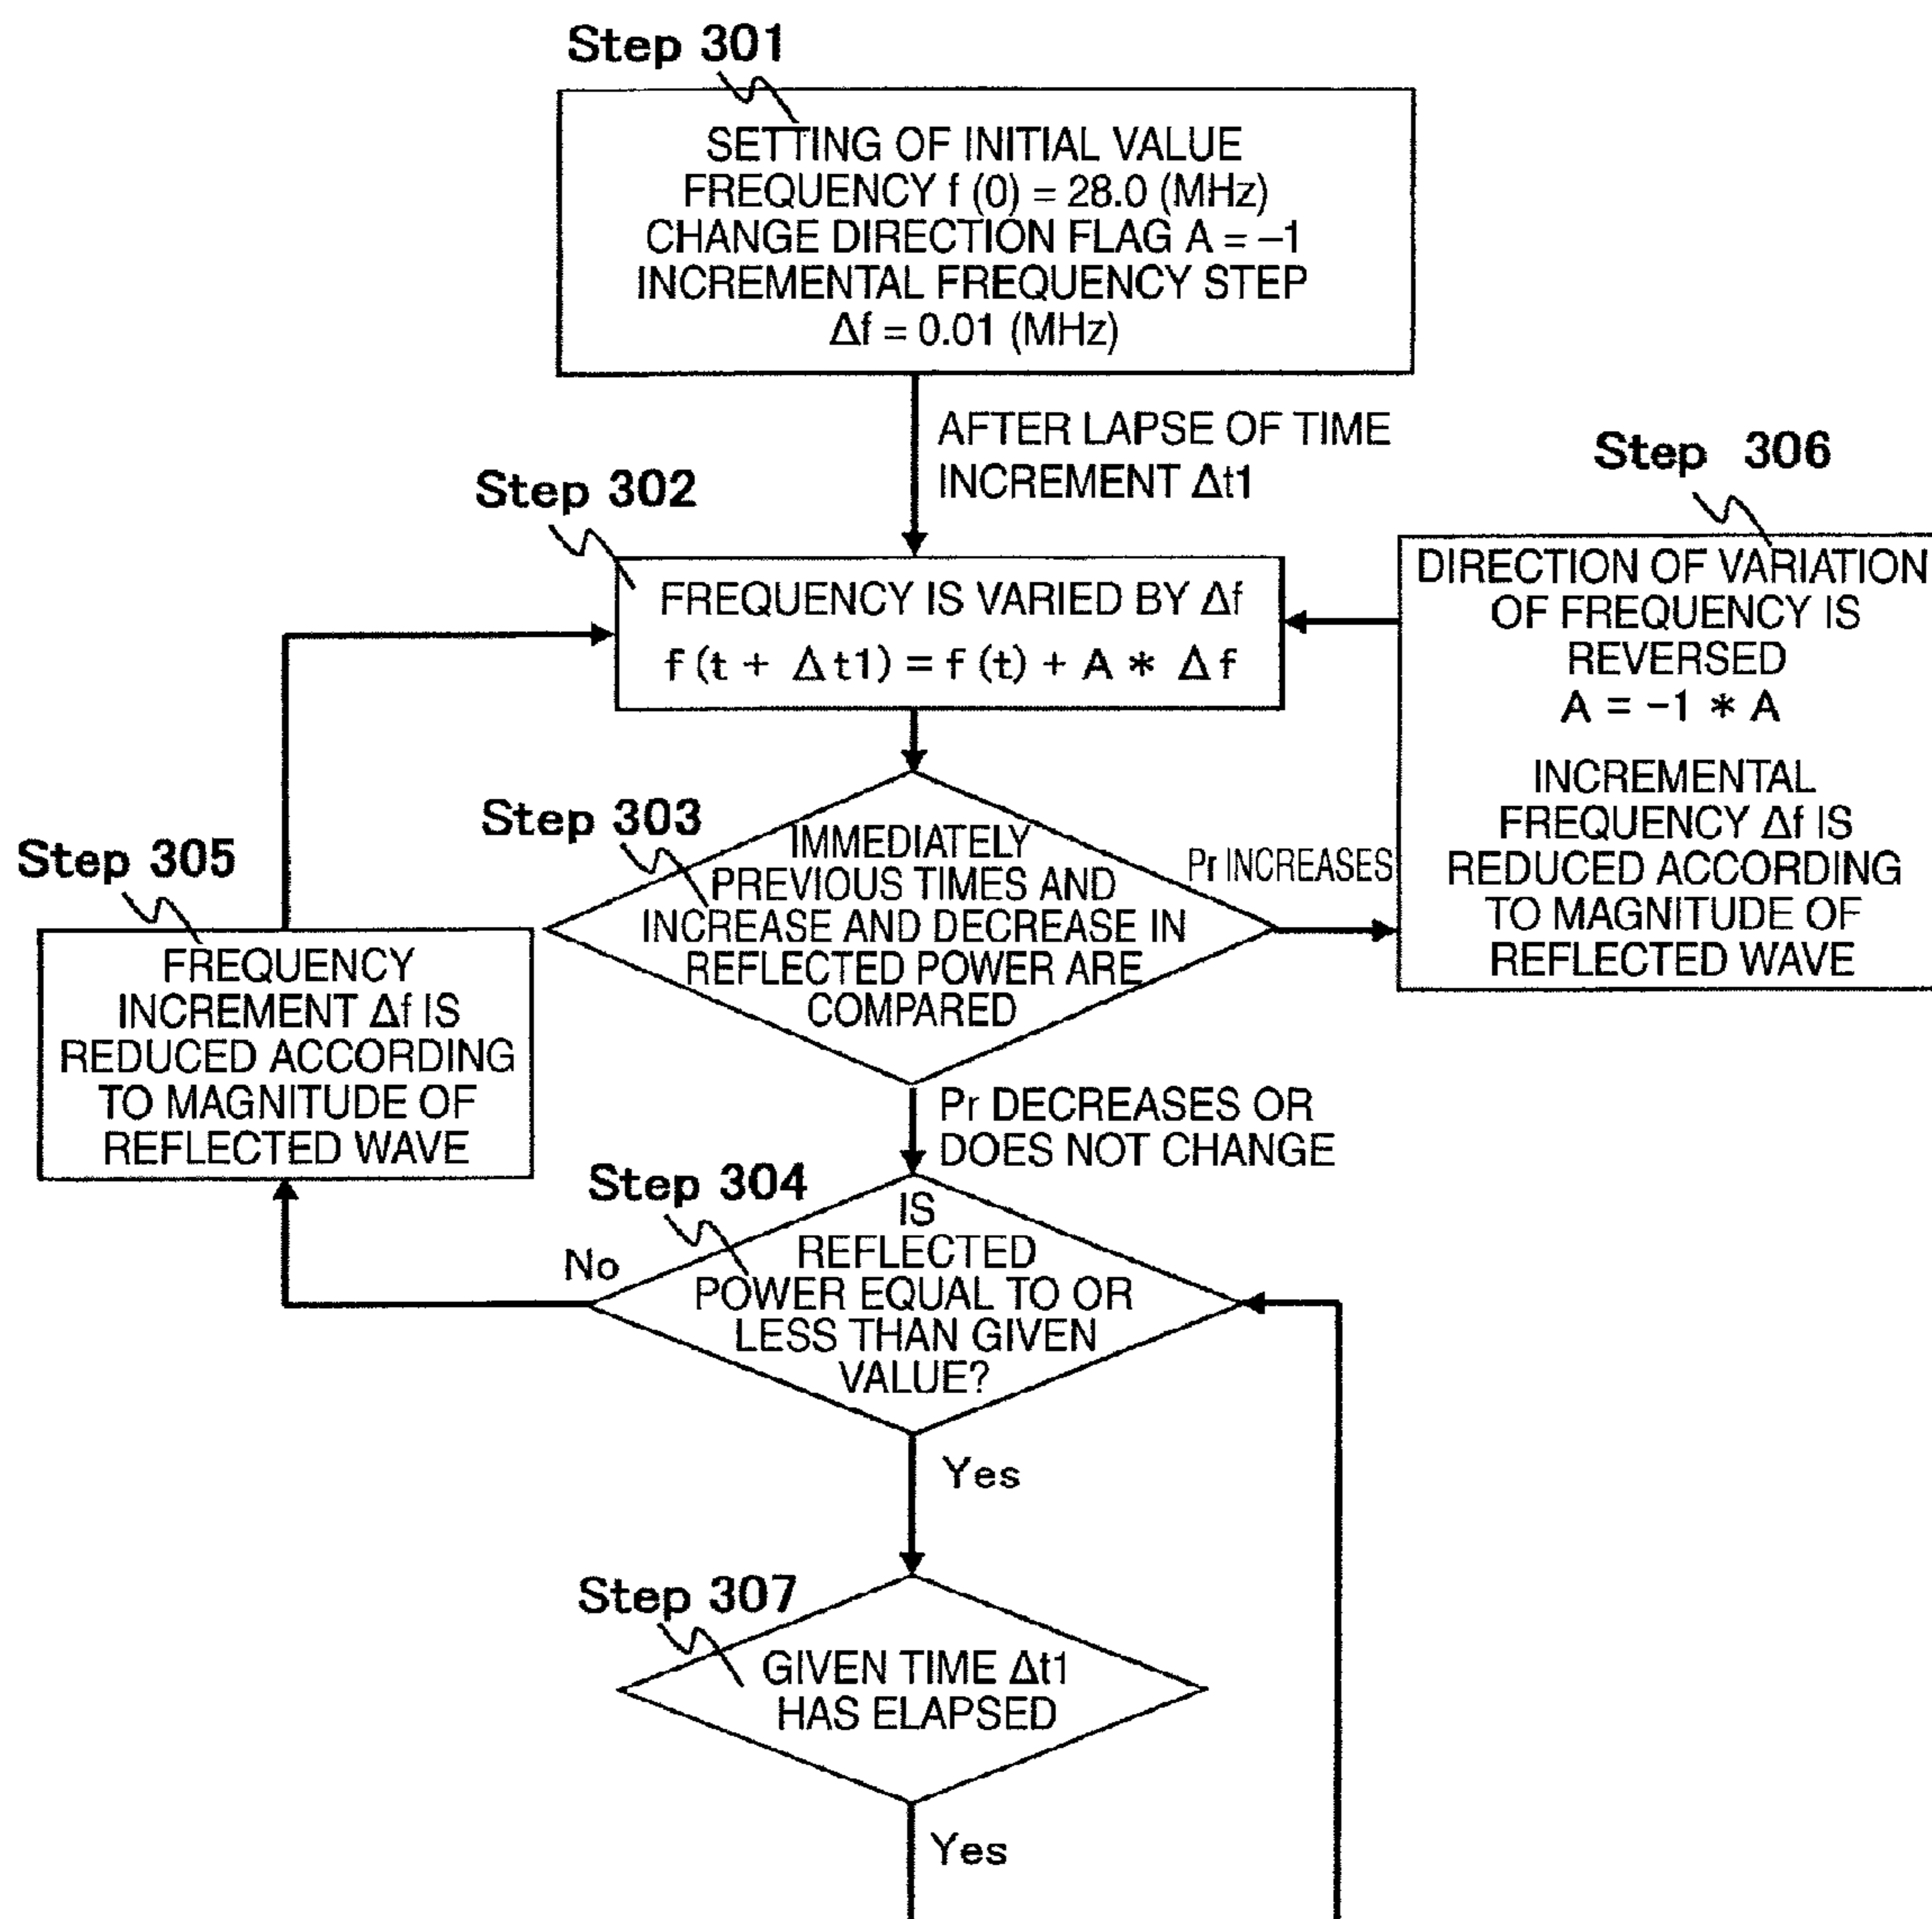 Step 301
SETTING OF INITIAL VALUE
FREQUENCY f (0) = 28.0 (MHz)
CHANGE DIRECTION FLAG A = –1
INCREMENTAL FREQUENCY STEP
Δf = 0.01 (MHz)
AFTER LAPSE OF TIME
INCREMENT Δt1
Step 302
FREQUENCY IS VARIED BY Δf
f (t + Δt1) = f (t) + A * Δf
Step 306
DIRECTION OF VARIATION
OF FREQUENCY IS
REVERSED
A = –1 * A
INCREMENTAL
FREQUENCY Δf IS
REDUCED ACCORDING
TO MAGNITUDE OF
REFLECTED WAVE
Step 303
IMMEDIATELY
PREVIOUS TIMES AND
INCREASE AND DECREASE IN
REFLECTED POWER ARE
COMPARED
Pr INCREASES
Step 305
FREQUENCY
INCREMENT Δf IS
REDUCED ACCORDING
TO MAGNITUDE OF
REFLECTED WAVE
Pr DECREASES OR
DOES NOT CHANGE
Step 304
IS
REFLECTED
POWER EQUAL TO OR
LESS THAN GIVEN
VALUE?
No
Yes
Step 307
GIVEN TIME Δt1
HAS ELAPSED
Yes